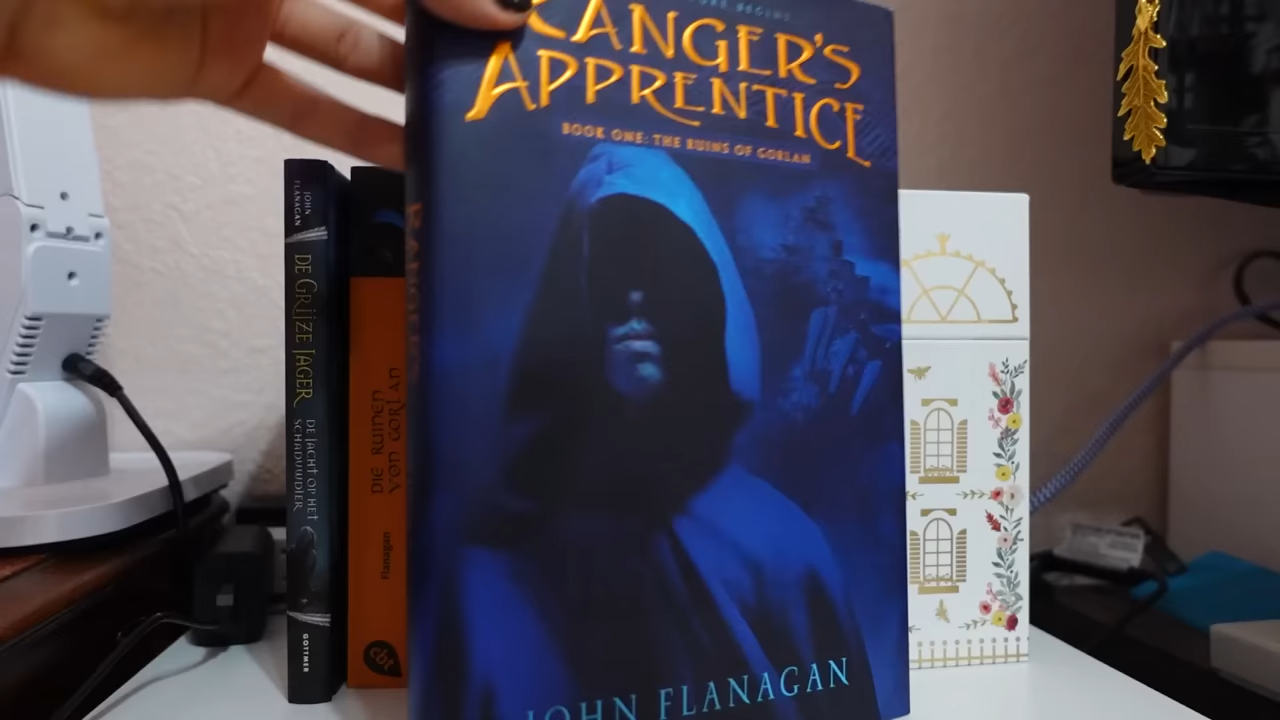 RANGER'S
APPRENTICE
BOOK ONE: THE RUINS OF GORLAN
JOHN FLANAGAN
JOHN
FLANAGAN
DE GRIJZE JAGER
DE JACHT OP HET
SCHADUWDIER
GOTTMER
DIE RUINEN
VON GORLAN
Flanagan
cbt